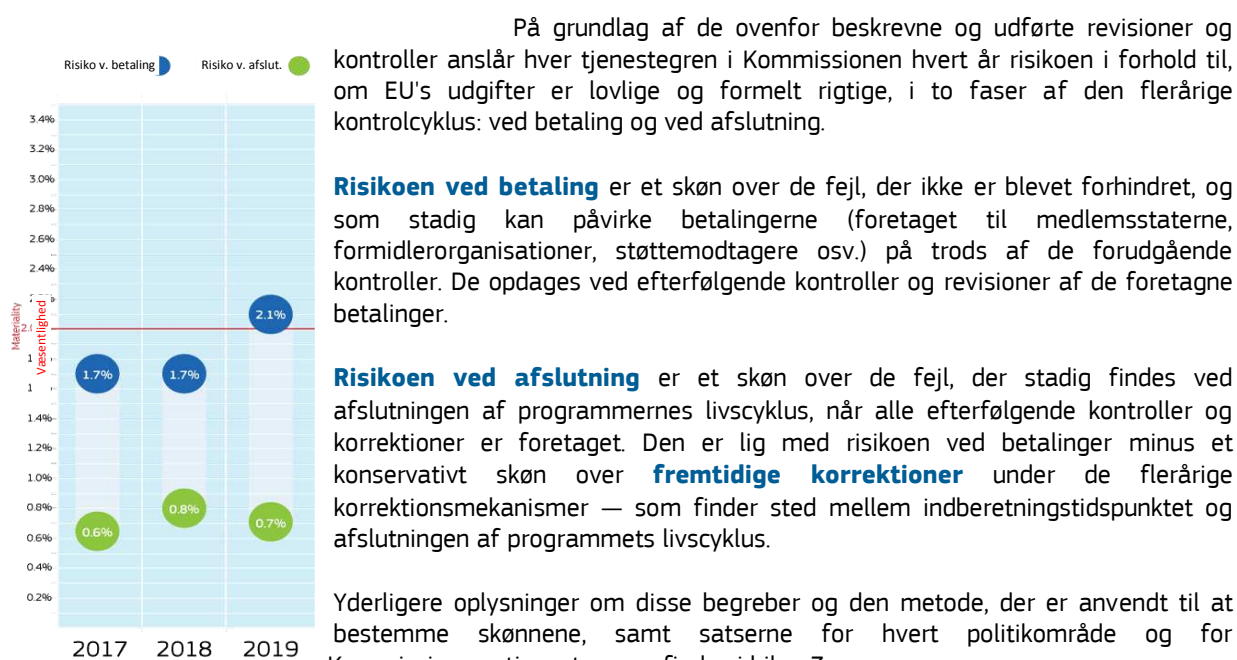 Risiko v. betaling Risiko v. afslut.
3.4%
3.2%
3.0%
2.8%
2.6%
2.4%
Materiality
Væsentlighed
1.4%
1.2%
1.0%
0.8%
0.6%
0.4%
0.2%
2.1%
1.7%
1.7%
0.6%
0.8%
0.7%
2017 2018 2019
På grundlag af de ovenfor beskrevne og udførte revisioner og
kontroller anslår hver tjenestegren i Kommissionen hvert år risikoen i forhold til,
om EU's udgifter er lovlige og formelt rigtige, i to faser af den flerårige
kontrolcyklus: ved betaling og ved afslutning.
Risikoen ved betaling er et skøn over de fejl, der ikke er blevet forhindret, og
som stadig kan påvirke betalingerne (foretaget til medlemsstaterne,
formidlerorganisationer, støttemodtagere osv.) på trods af de forudgående
kontroller. De opdages ved efterfølgende kontroller og revisioner af de foretagne
betalinger.
Risikoen ved afslutning er et skøn over de fejl, der stadig findes ved
afslutningen af programmernes livscyklus, når alle efterfølgende kontroller og
korrektioner er foretaget. Den er lig med risikoen ved betalinger minus et
konservativt skøn over fremtidige korrektioner under de flerårige
korrektionsmekanismer — som finder sted mellem indberetningstidspunktet og
afslutningen af programmets livscyklus.
Yderligere oplysninger om disse begreber og den metode, der er anvendt til at
bestemme skønnene, samt satserne for hvert politikområde og for